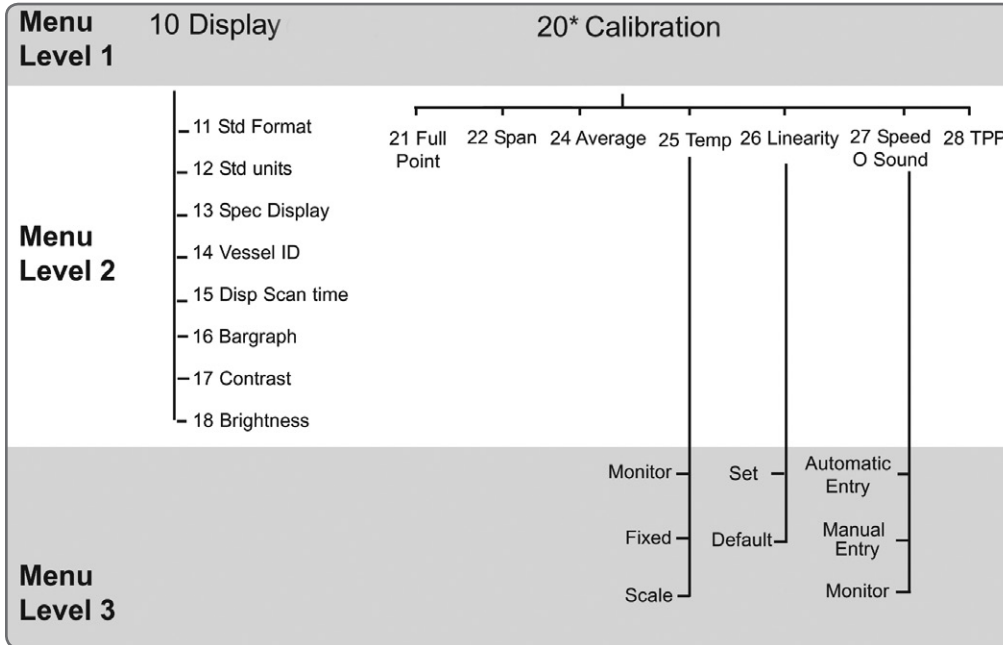 Menu
Level 1
10 Display
20* Calibration
Menu
Level 2
11 Std Format
12 Std units
13 Spec Display
14 Vessel ID
15 Disp Scan time
16 Bargraph
17 Contrast
18 Brightness
21 Full
Point
22 Span
24 Average
25 Temp
26 Linearity
27 Speed
O Sound
28 TPP
Menu
Level 3
Monitor
Fixed
Scale
Set
Default
Automatic
Entry
Manual
Entry
Monitor